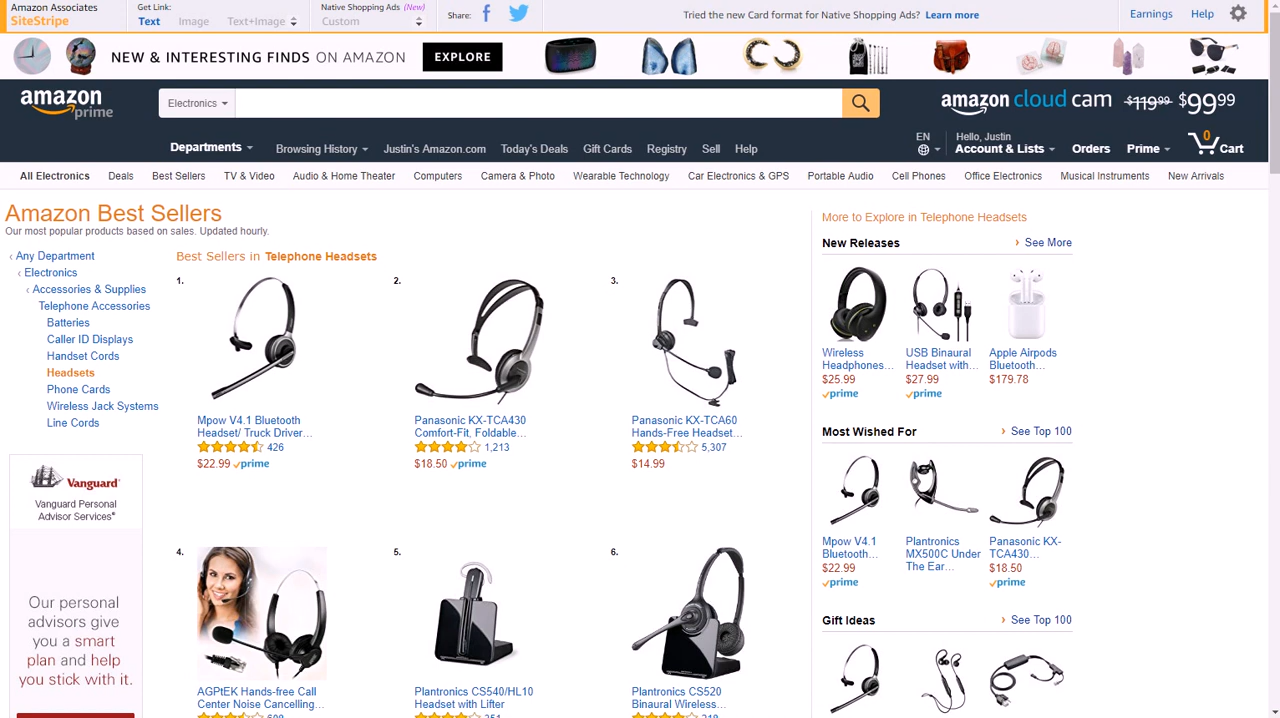 Amazon Associates
SiteStripe
Get Link:
Text Image Text+Image
Native Shopping Ads (New)
Custom
Share:
Tried the new Card format for Native Shopping Ads? Learn more
Earnings Help
NEW & INTERESTING FINDS ON AMAZON EXPLORE
amazon prime
Electronics
amazon cloud cam $119.99 $99.99
Departments
Browsing History Justin's Amazon.com Today's Deals Gift Cards Registry Sell Help
EN
Hello, Justin
Account & Lists Orders Prime 0 Cart
All Electronics Deals Best Sellers TV & Video Audio & Home Theater Computers Camera & Photo Wearable Technology Car Electronics & GPS Portable Audio Cell Phones Office Electronics Musical Instruments New Arrivals
Amazon Best Sellers
Our most popular products based on sales. Updated hourly.
‹ Any Department
‹ Electronics
‹ Accessories & Supplies
Telephone Accessories
Batteries
Caller ID Displays
Handset Cords
Headsets
Phone Cards
Wireless Jack Systems
Line Cords
Vanguard®
Vanguard Personal
Advisor Services®
Our personal
advisors give
you a smart
plan and help
you stick with it.
Best Sellers in Telephone Headsets
1.
Mpow V4.1 Bluetooth
Headset/ Truck Driver…
426
$22.99 prime
2.
Panasonic KX-TCA430
Comfort-Fit, Foldable…
1,213
$18.50 prime
3.
Panasonic KX-TCA60
Hands-Free Headset…
5,307
$14.99
4.
AGPtEK Hands-free Call
Center Noise Cancelling…
608
5.
Plantronics CS540/HL10
Headset with Lifter
251
6.
Plantronics CS520
Binaural Wireless…
218
More to Explore in Telephone Headsets
New Releases › See More
Wireless
Headphones…
$25.99
prime
USB Binaural
Headset with…
$27.99
prime
Apple Airpods
Bluetooth…
$179.78
Most Wished For › See Top 100
Mpow V4.1
Bluetooth…
$22.99
prime
Plantronics
MX500C Under
The Ear…
Panasonic KX-
TCA430…
$18.50
prime
Gift Ideas › See Top 100